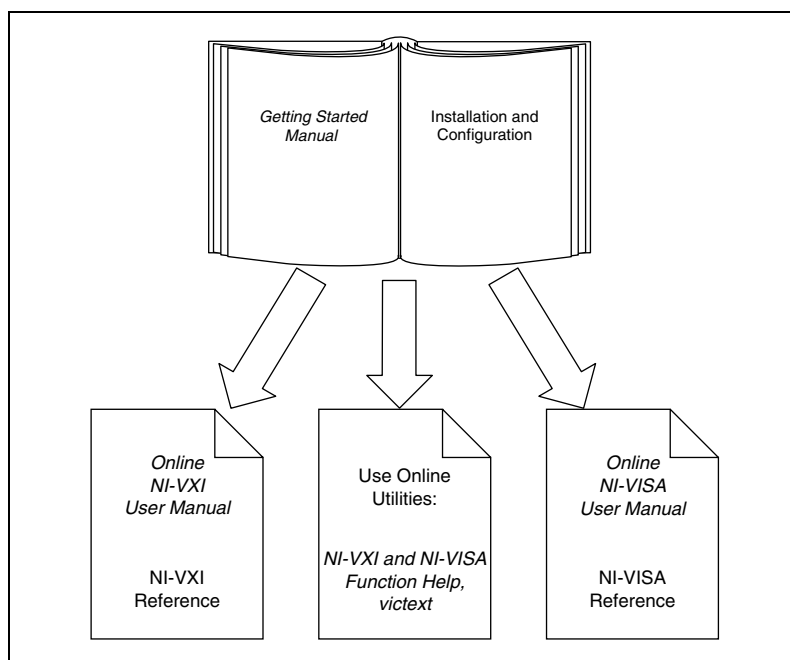 Getting Started
Manual
Installation and
Configuration
Online
NI-VXI
User Manual
NI-VXI
Reference
Use Online
Utilities:
NI-VXI and NI-VISA
Function Help,
victext
Online
NI-VISA
User Manual
NI-VISA
Reference